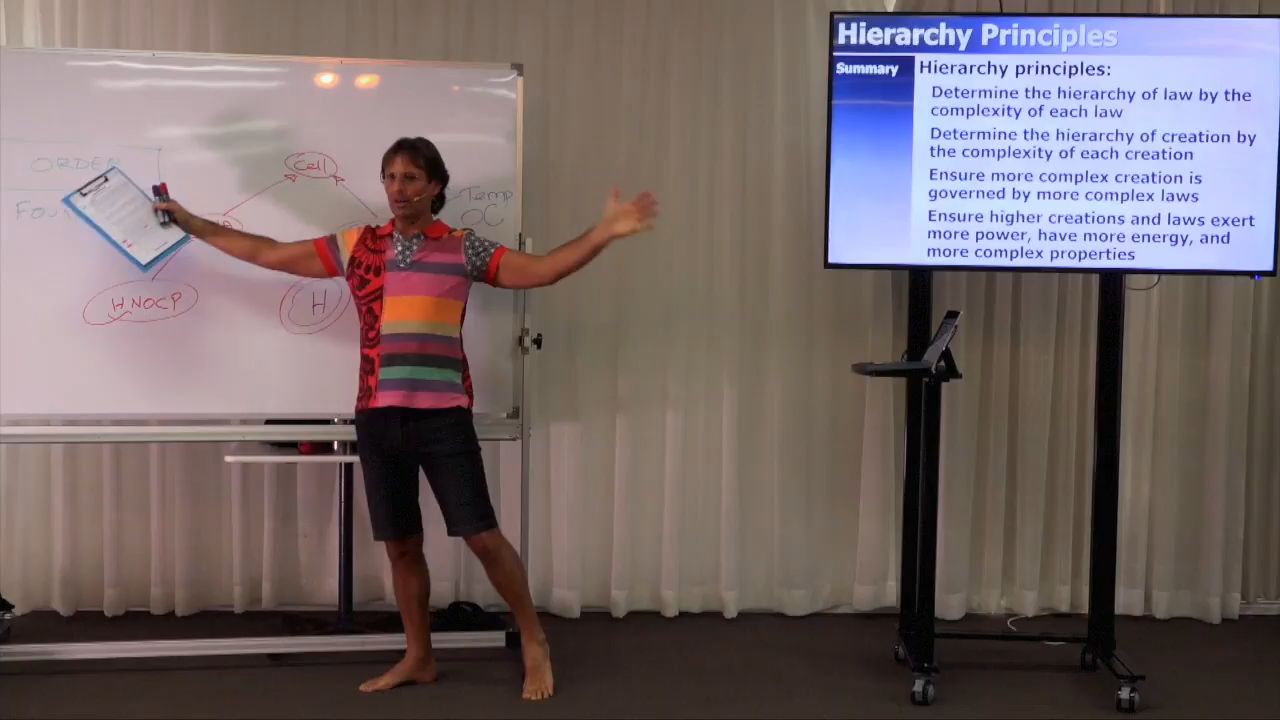 ORDER
Cell
Temp
OC
HNOCP
H
Hierarchy Principles
Summary
Hierarchy principles:
Determine the hierarchy of law by the
complexity of each law
Determine the hierarchy of creation by
the complexity of each creation
Ensure more complex creation is
governed by more complex laws
Ensure higher creations and laws exert
more power, have more energy, and
more complex properties